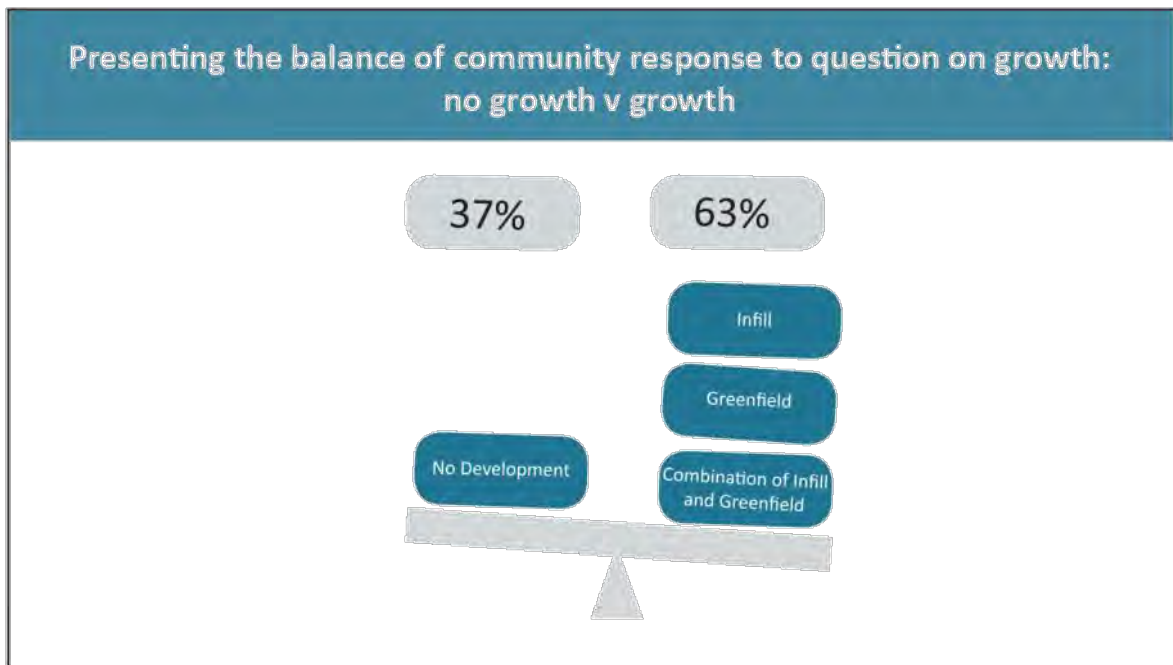 Presenting the balance of community response to question on growth:
no growth v growth
37%
63%
Infill
Greenfield
No Development
Combination of Infill
and Greenfield